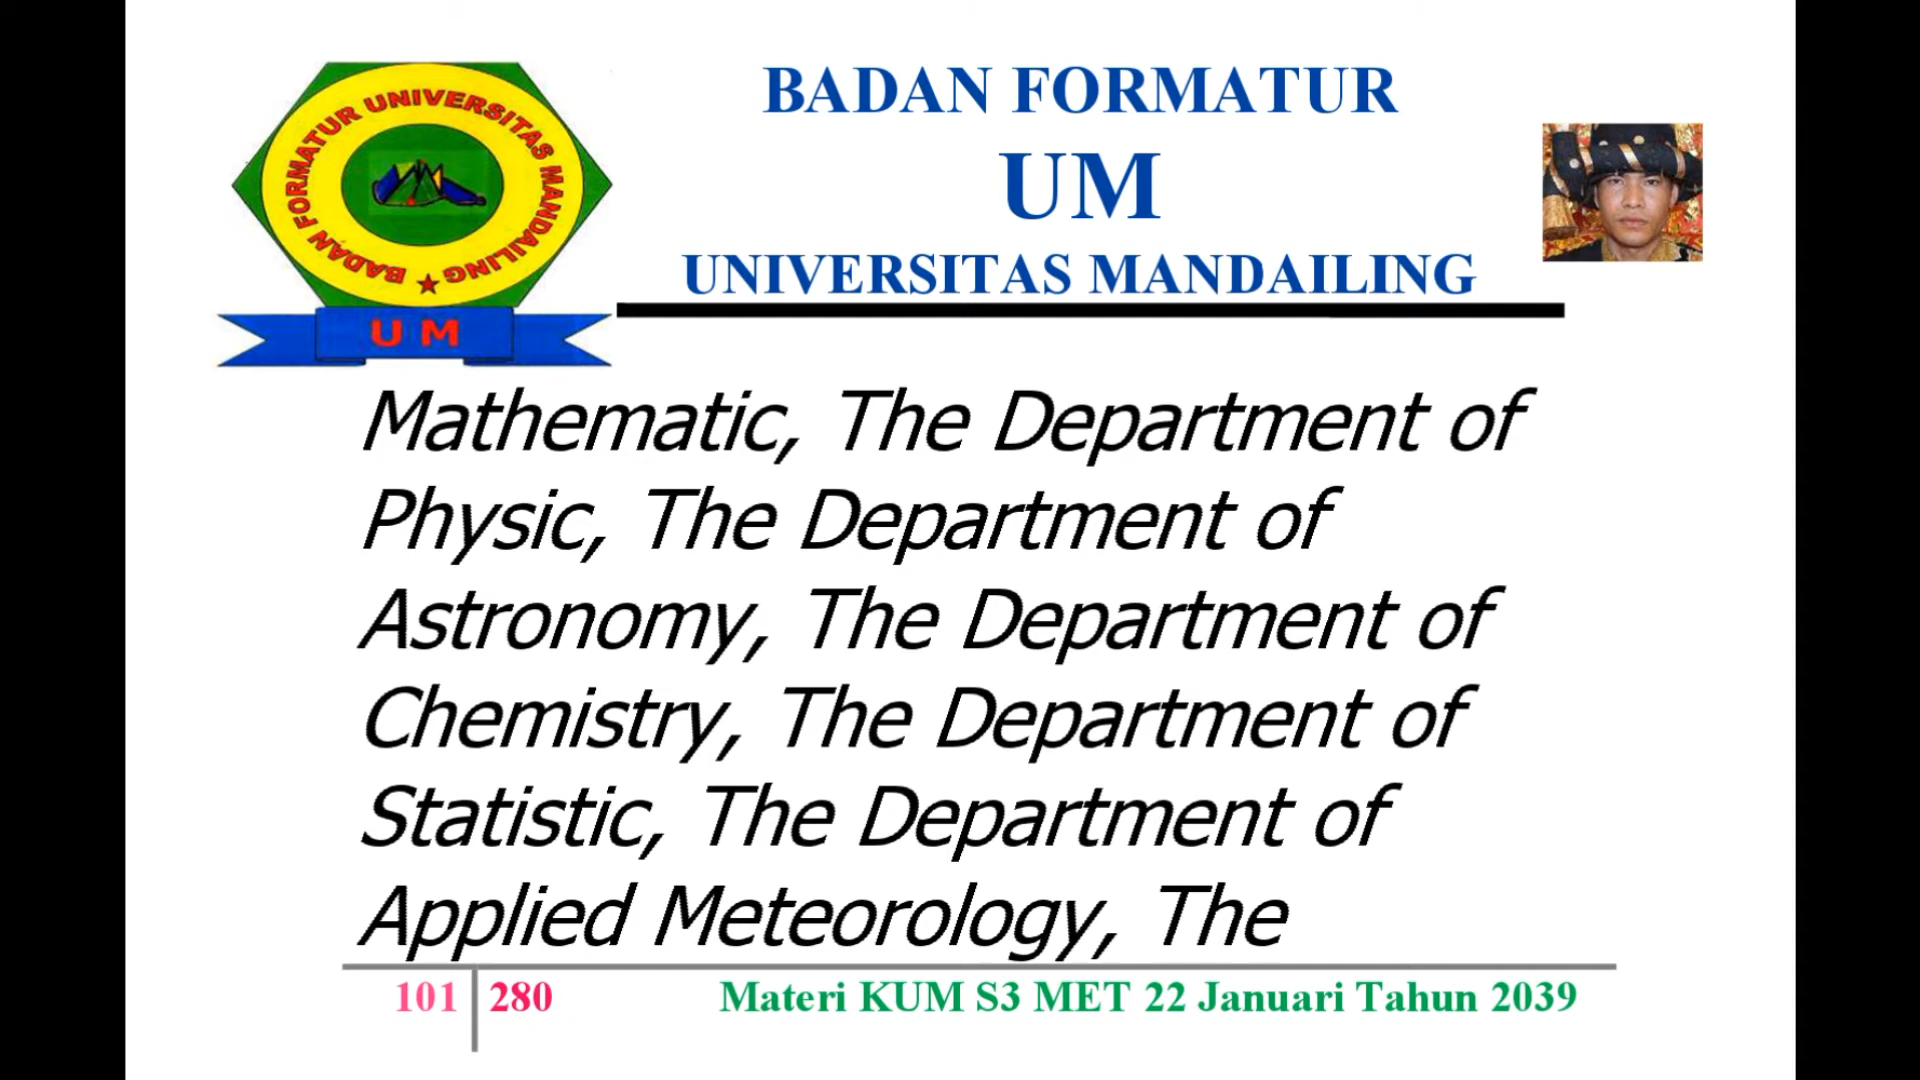 BADAN FORMATUR UNIVERSITAS MANDAILING
U M
BADAN FORMATUR
UM
UNIVERSITAS MANDAILING
Mathematic, The Department of
Physic, The Department of
Astronomy, The Department of
Chemistry, The Department of
Statistic, The Department of
Applied Meteorology, The
101 280 Materi KUM S3 MET 22 Januari Tahun 2039